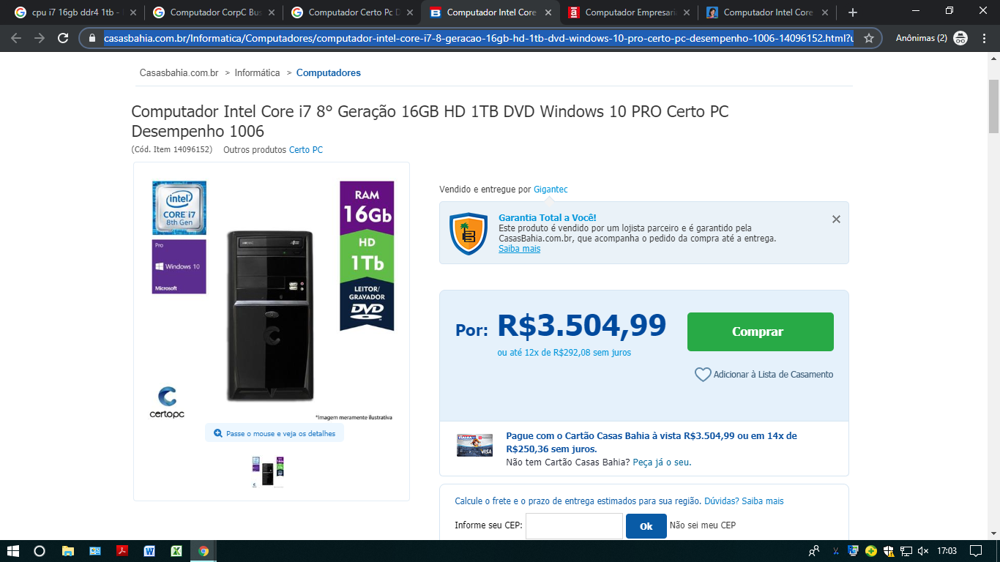 cpu i7 16gb ddr4 1tb -
Computador CorpC Bus
Computador Certo Pc D
Computador Intel Core
Computador Empresari
Computador Intel Core
casasbahia.com.br/Informatica/Computadores/computador-intel-core-i7-8-geracao-16gb-hd-1tb-dvd-windows-10-pro-certo-pc-desempenho-1006-14096152.html?u
Anônimas (2)
Casasbahia.com.br > Informática > Computadores
Computador Intel Core i7 8° Geração 16GB HD 1TB DVD Windows 10 PRO Certo PC
Desempenho 1006
(Cód. Item 14096152) Outros produtos Certo PC
intel
CORE i7
8th Gen
Pro
Windows 10
Microsoft
RAM
16Gb
HD
1Tb
LEITOR/
GRAVADOR
DVD
certopc
*Imagem meramente ilustrativa
Passe o mouse e veja os detalhes
Vendido e entregue por Gigantec
Garantia Total a Você!
Este produto é vendido por um lojista parceiro e é garantido pela
CasasBahia.com.br, que acompanha o pedido da compra até a entrega.
Saiba mais
Por: R$3.504,99
Comprar
ou até 12x de R$292,08 sem juros
Adicionar à Lista de Casamento
Pague com o Cartão Casas Bahia à vista R$3.504,99 ou em 14x de
R$250,36 sem juros.
Não tem Cartão Casas Bahia? Peça já o seu.
Calcule o frete e o prazo de entrega estimados para sua região. Dúvidas? Saiba mais
Informe seu CEP:
Ok
Não sei meu CEP
17:03